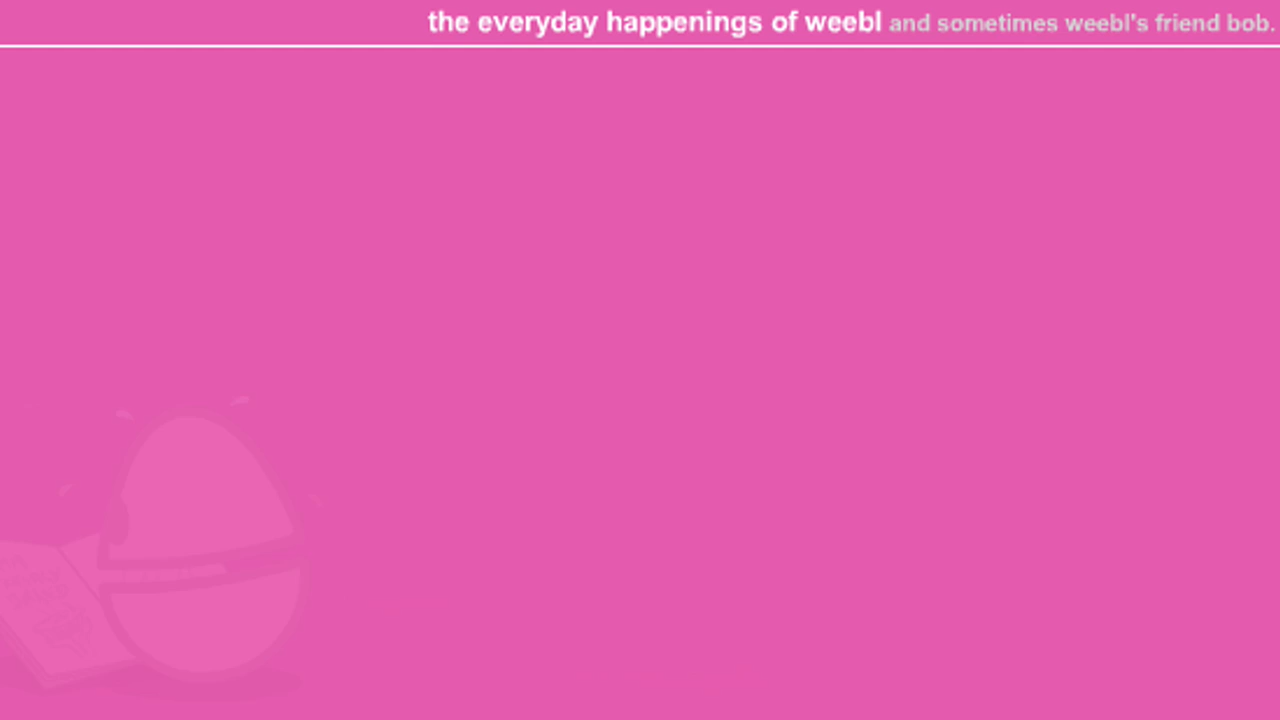 the everyday happenings of weebl and sometimes weebl's friend bob.